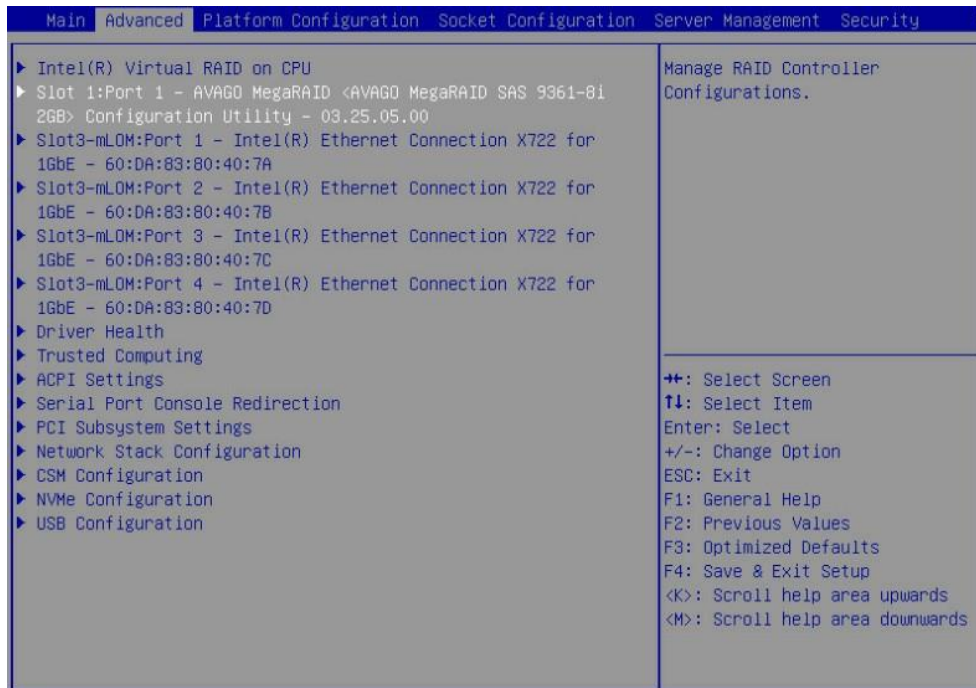 Main Advanced Platform Configuration Socket Configuration Server Management Security
Intel(R) Virtual RAID on CPU
Slot 1:Port 1 - AVAGO MegaRAID <AVAGO MegaRAID SAS 9361-8i
2GB> Configuration Utility - 03.25.05.00
Slot3-mLOM:Port 1 - Intel(R) Ethernet Connection X722 for
1GbE - 60:DA:83:80:40:7A
Slot3-mLOM:Port 2 - Intel(R) Ethernet Connection X722 for
1GbE - 60:DA:83:80:40:7B
Slot3-mLOM:Port 3 - Intel(R) Ethernet Connection X722 for
1GbE - 60:DA:83:80:40:7C
Slot3-mLOM:Port 4 - Intel(R) Ethernet Connection X722 for
1GbE - 60:DA:83:80:40:7D
Driver Health
Trusted Computing
ACPI Settings
Serial Port Console Redirection
PCI Subsystem Settings
Network Stack Configuration
CSM Configuration
NVMe Configuration
USB Configuration
Manage RAID Controller
Configurations.
→←: Select Screen
↑↓: Select Item
Enter: Select
+/-: Change Option
ESC: Exit
F1: General Help
F2: Previous Values
F3: Optimized Defaults
F4: Save & Exit Setup
<K>: Scroll help area upwards
<M>: Scroll help area downwards